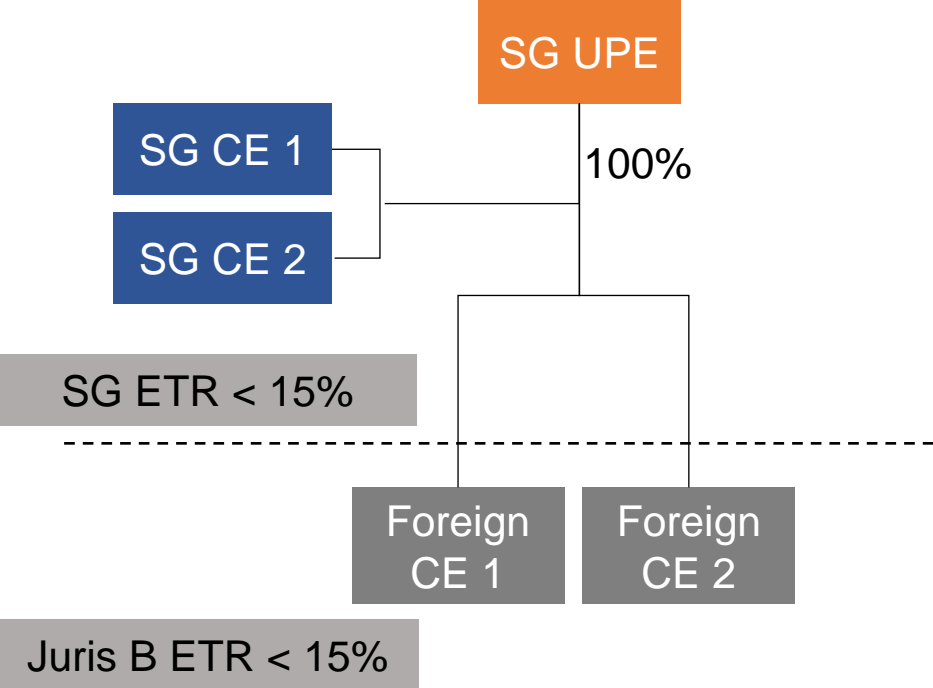 SG UPE
SG CE 1
100%
SG CE 2
SG ETR < 15%
Foreign
CE 1
Foreign
CE 2
Juris B ETR < 15%